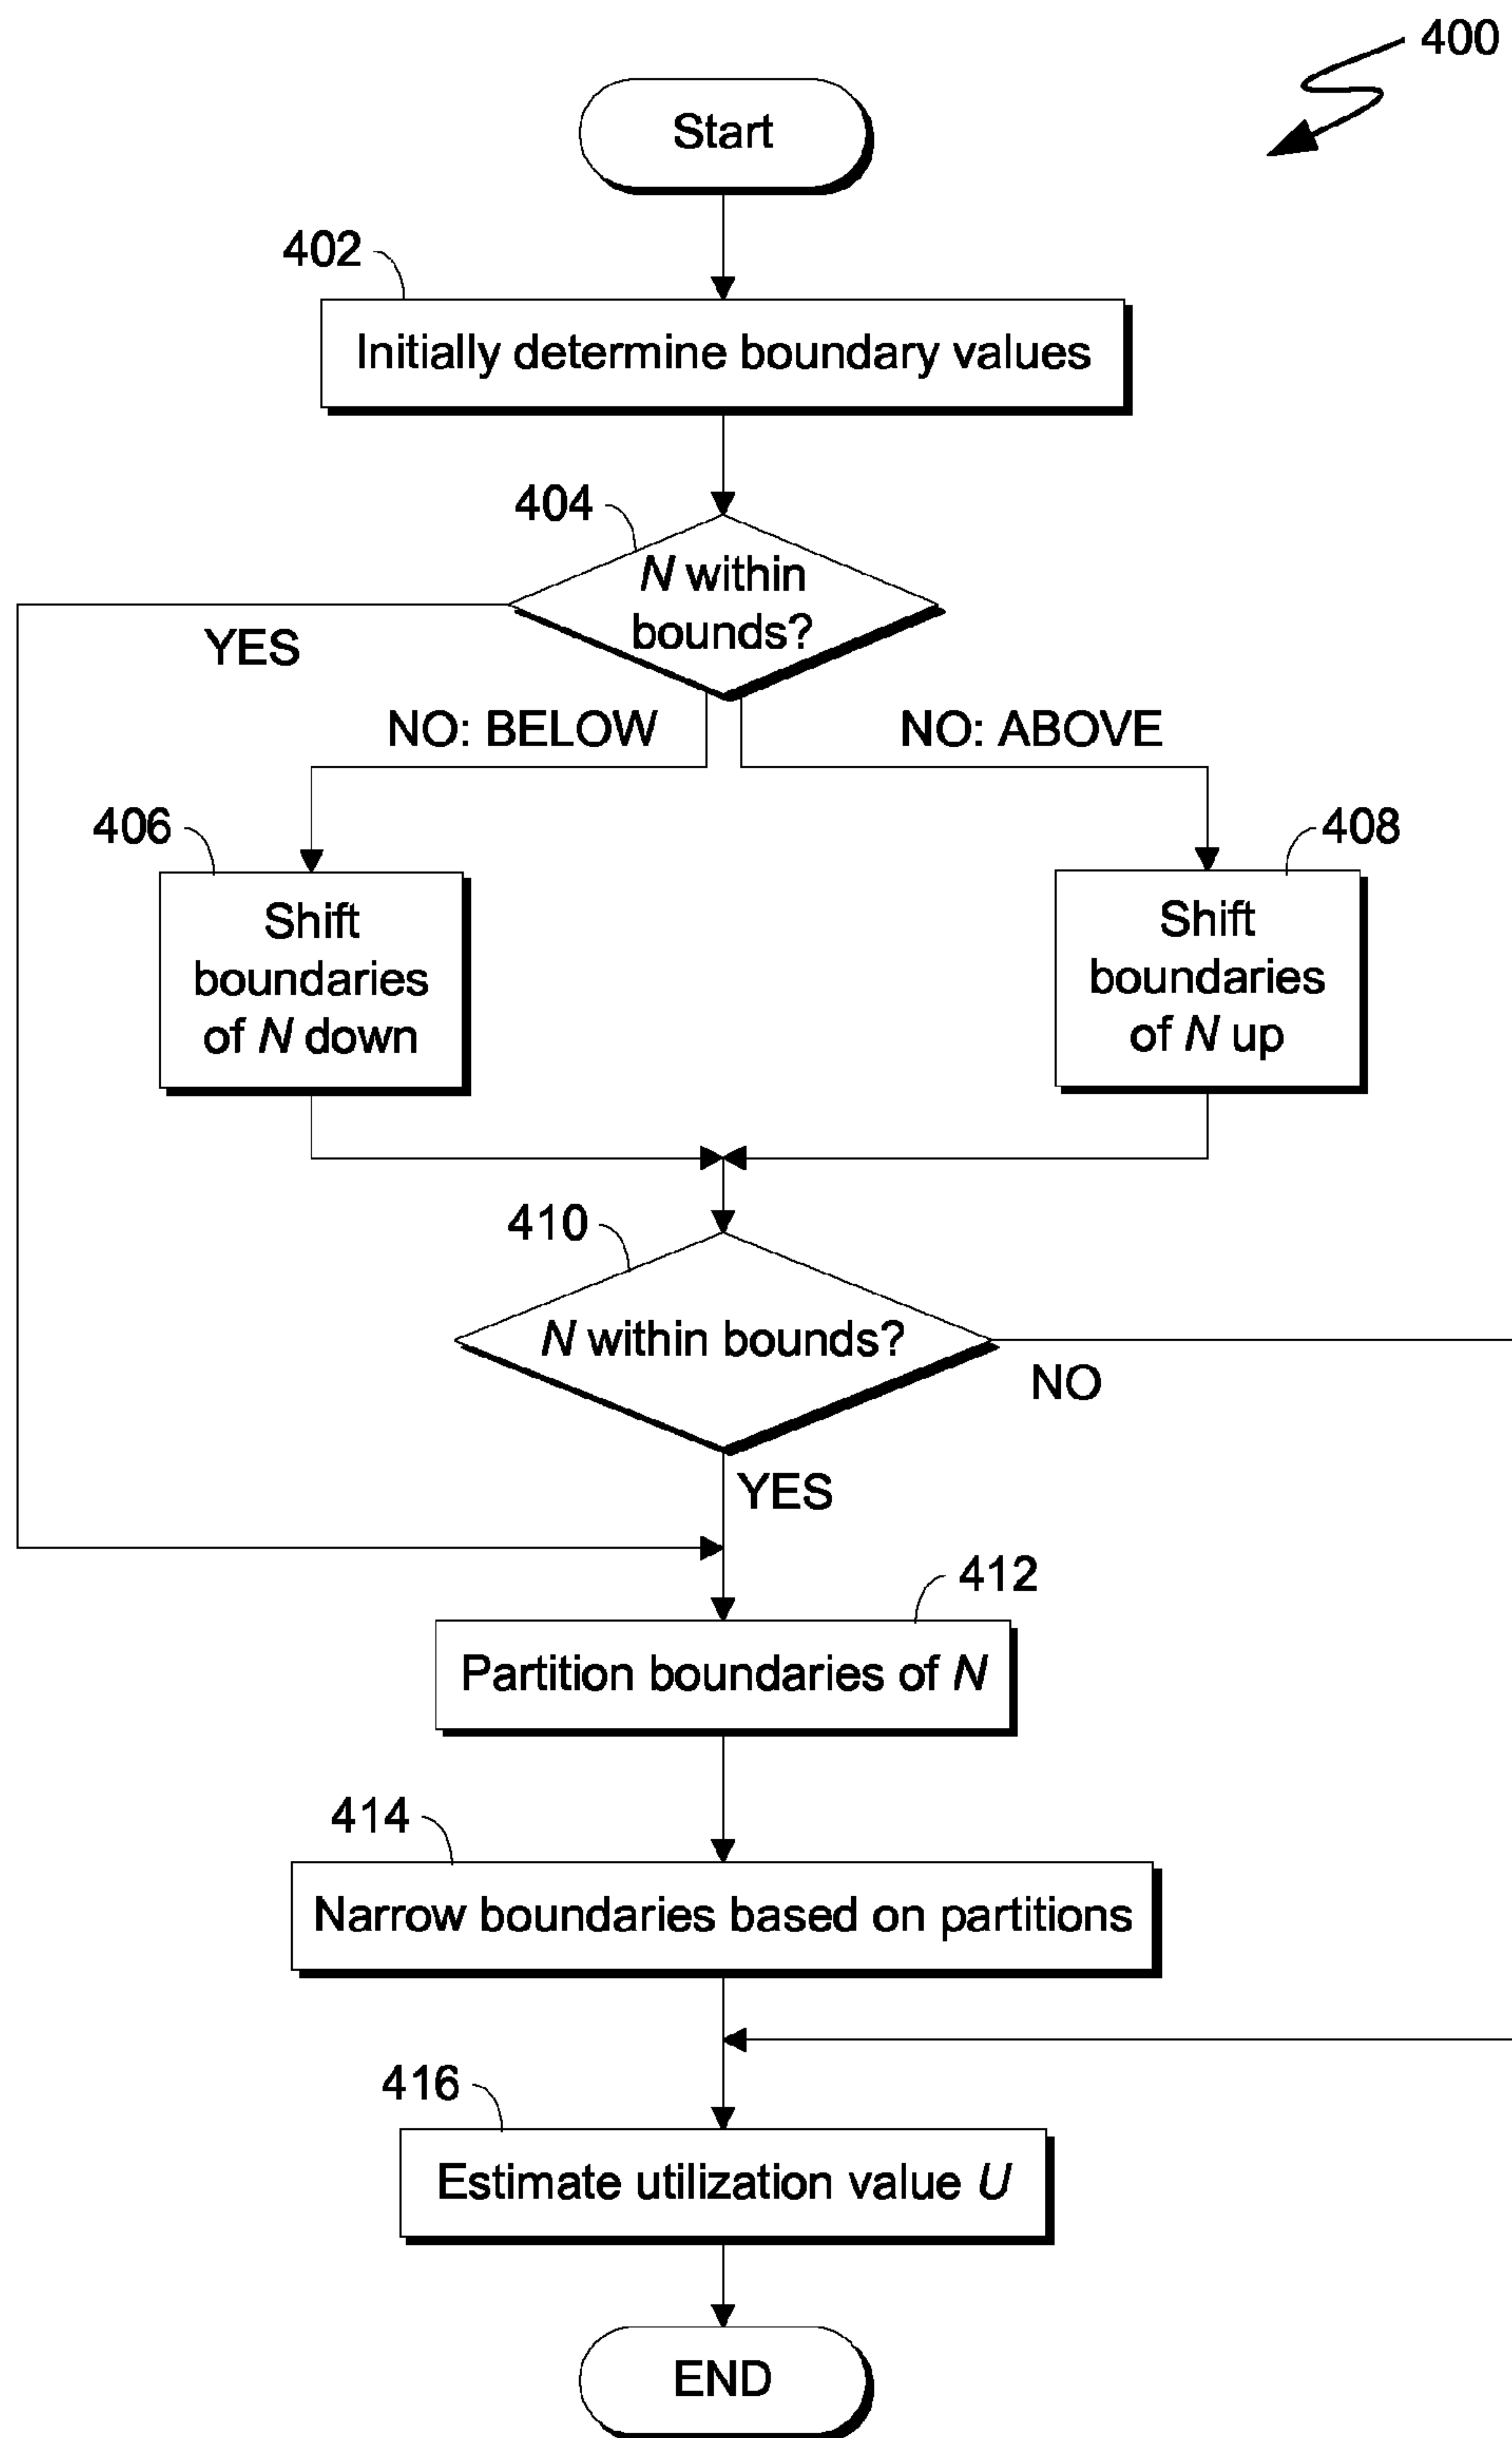 400
Start
402
Initially determine boundary values
404
N within
bounds?
YES
NO: BELOW
NO: ABOVE
406
408
Shift
boundaries
of N down
Shift
boundaries
of N up
410
N within bounds?
NO
YES
412
Partition boundaries of N
414
Narrow boundaries based on partitions
416
Estimate utilization value U
END